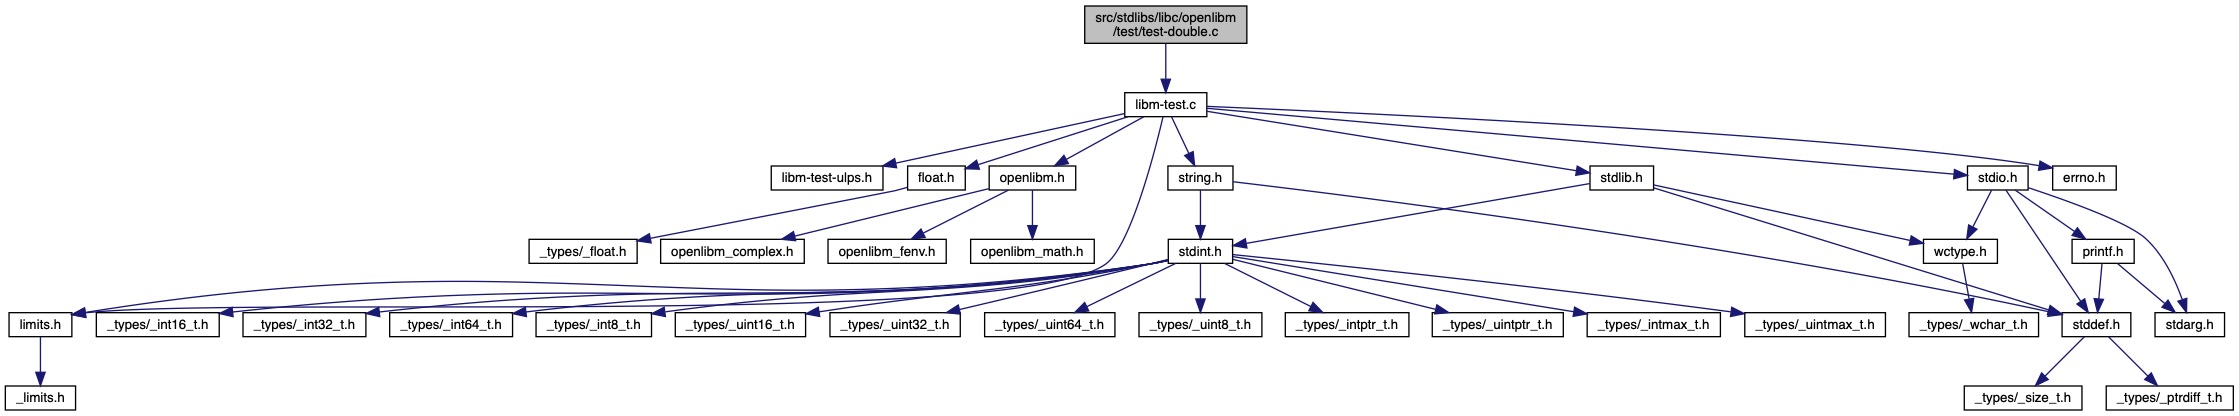 src/stdlibs/libc/openlibm
/test/test-double.c
libm-test.c
libm-test-ulps.h
float.h
openlibm.h
string.h
stdlib.h
stdio.h
errno.h
_types/_float.h
openlibm_complex.h
openlibm_fenv.h
openlibm_math.h
stdint.h
wctype.h
printf.h
limits.h
_types/_int16_t.h
_types/_int32_t.h
_types/_int64_t.h
_types/_int8_t.h
_types/_uint16_t.h
_types/_uint32_t.h
_types/_uint64_t.h
_types/_uint8_t.h
_types/_intptr_t.h
_types/_uintptr_t.h
_types/_intmax_t.h
_types/_uintmax_t.h
_types/_wchar_t.h
stddef.h
stdarg.h
_limits.h
_types/_size_t.h
_types/_ptrdiff_t.h